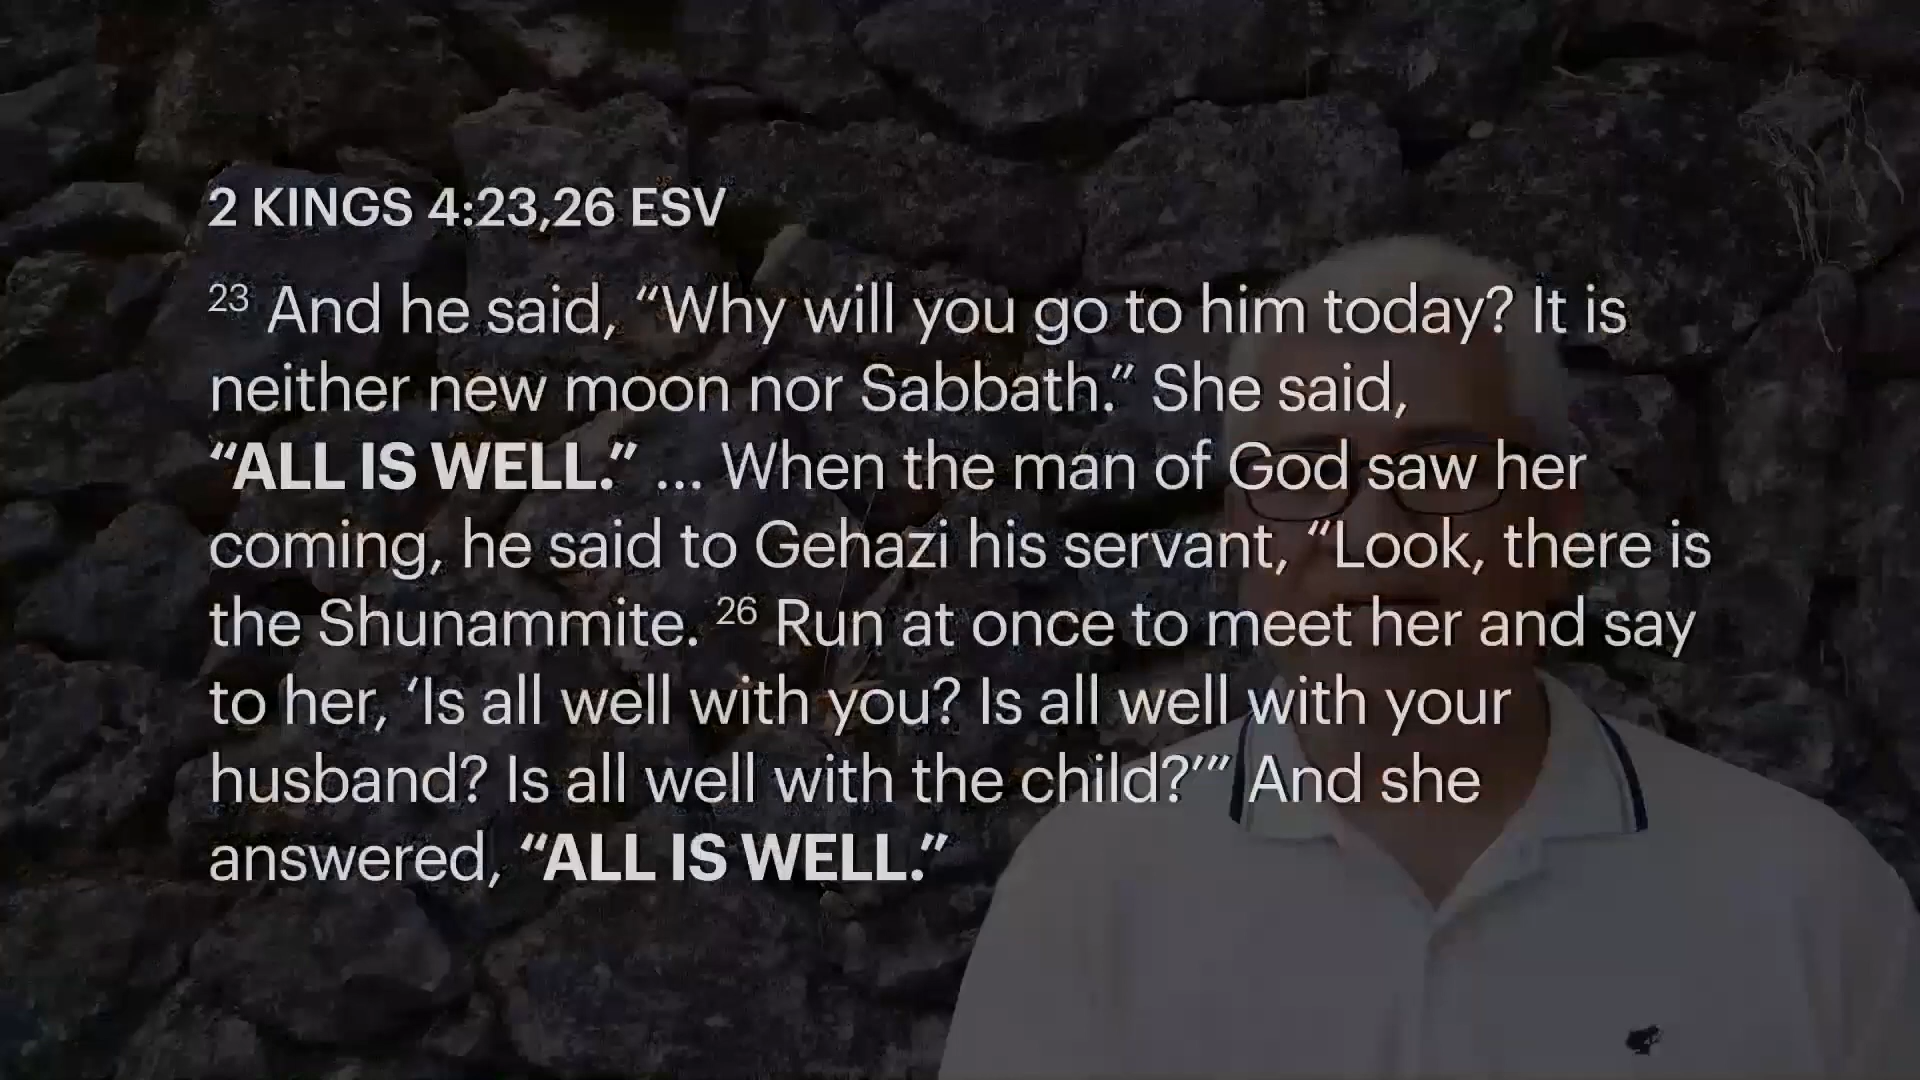 2 KINGS 4:23,26 ESV
23 And he said, “Why will you go to him today? It is
neither new moon nor Sabbath.” She said,
“ALL IS WELL.” ... When the man of God saw her
coming, he said to Gehazi his servant, “Look, there is
the Shunammite. 26 Run at once to meet her and say
to her, ‘Is all well with you? Is all well with your
husband? Is all well with the child?’” And she
answered, “ALL IS WELL.”